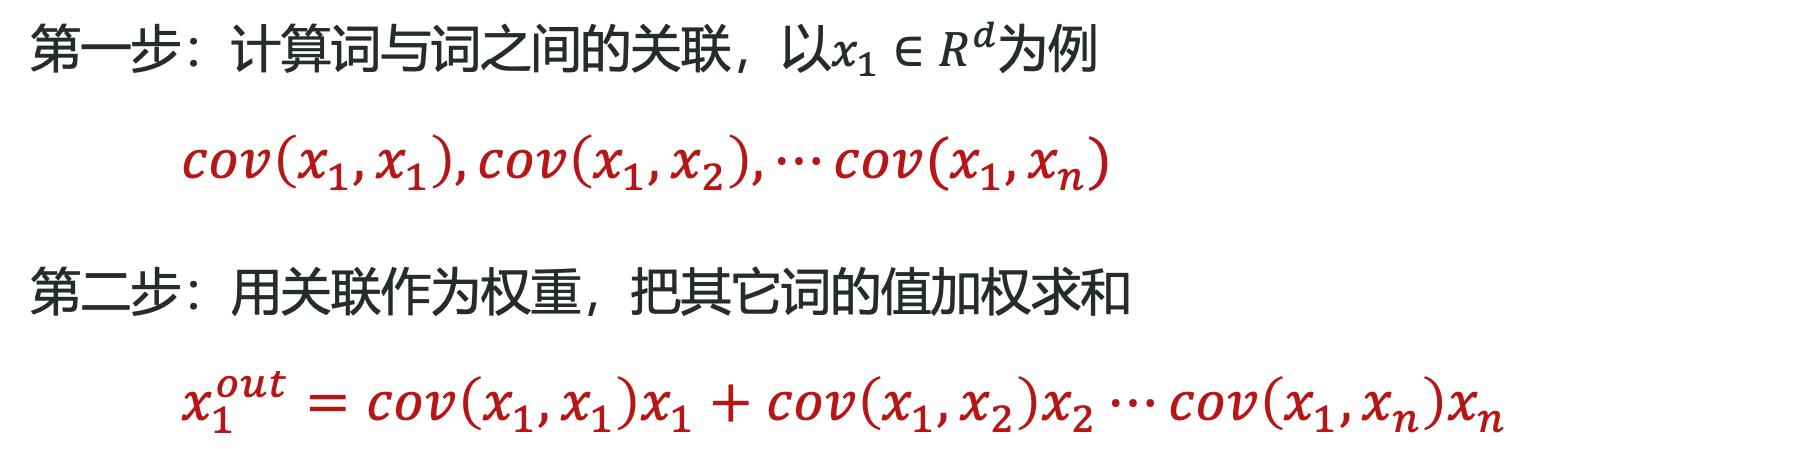 第一步：计算词与词之间的关联，以x₁ ∈ Rᵈ为例
cov(x₁, x₁), cov(x₁, x₂), ⋯ cov(x₁, xₙ)
第二步：用关联作为权重，把其它词的值加权求和
x₁ᵒᵘᵗ = cov(x₁, x₁)x₁ + cov(x₁, x₂)x₂ ⋯ cov(x₁, xₙ)xₙ